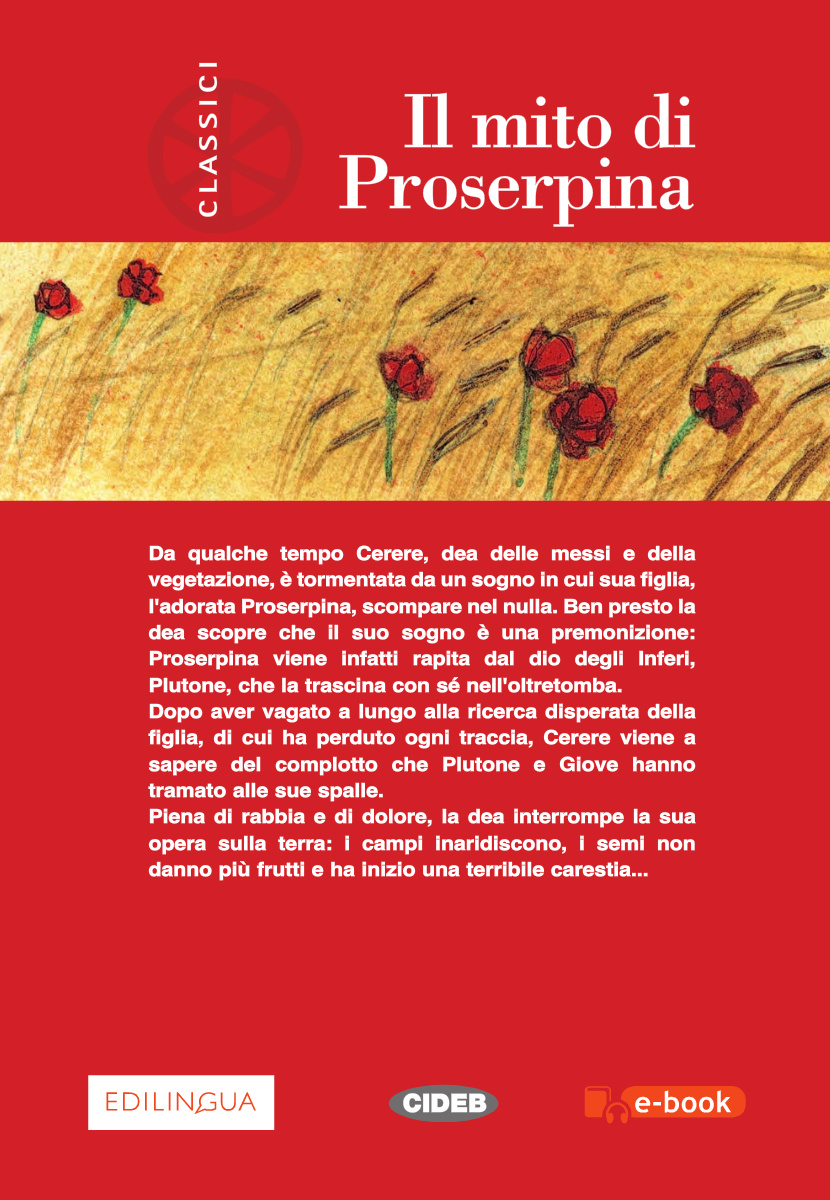 CLASSICI
Il mito di
Proserpina
Da qualche tempo Cerere, dea delle messi e della
vegetazione, è tormentata da un sogno in cui sua figlia,
l'adorata Proserpina, scompare nel nulla. Ben presto la
dea scopre che il suo sogno è una premonizione:
Proserpina viene infatti rapita dal dio degli Inferi,
Plutone, che la trascina con sé nell'oltretomba.
Dopo aver vagato a lungo alla ricerca disperata della
figlia, di cui ha perduto ogni traccia, Cerere viene a
sapere del complotto che Plutone e Giove hanno
tramato alle sue spalle.
Piena di rabbia e di dolore, la dea interrompe la sua
opera sulla terra: i campi inaridiscono, i semi non
danno più frutti e ha inizio una terribile carestia...
EDILINGUA
CIDEB
e-book